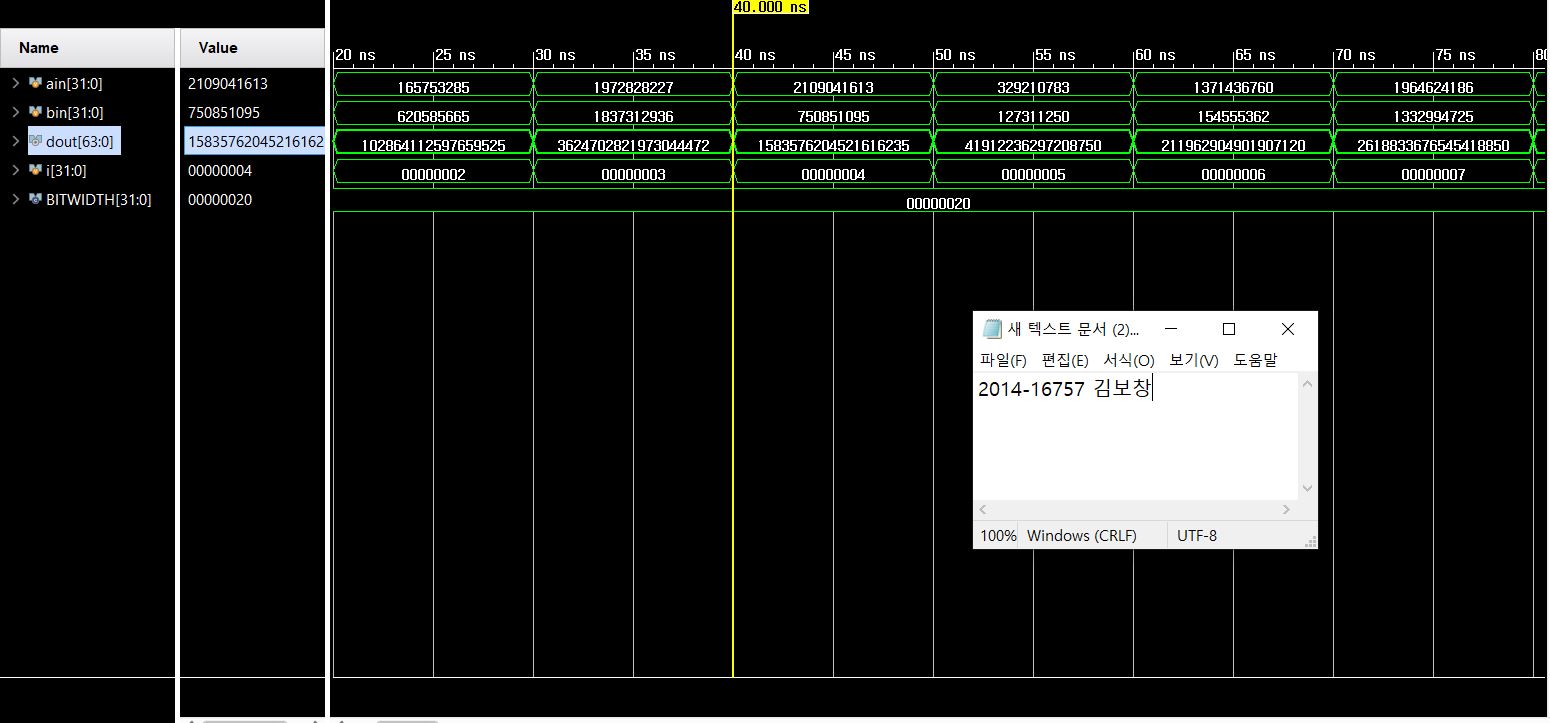 40.000 ns
Name Value
20 ns 25 ns 30 ns 35 ns 40 ns 45 ns 50 ns 55 ns 60 ns 65 ns 70 ns 75 ns
ain[31:0] 2109041613 165753285 1972828227 2109041613 329210783 1371436760 1964624186
bin[31:0] 750851095 620585665 1837312936 750851095 127311250 154555362 1332994725
dout[63:0] 15835762045216162 102864112597659525 3624702821973044472 1583576204521616235 41912236297208750 211962904901907120 2618833676545418850
i[31:0] 00000004 00000002 00000003 00000004 00000005 00000006 00000007
BITWIDTH[31:0] 00000020 00000020
새 텍스트 문서 (2)...
파일(F) 편집(E) 서식(O) 보기(V) 도움말
2014-16757 김보창
100% Windows (CRLF) UTF-8